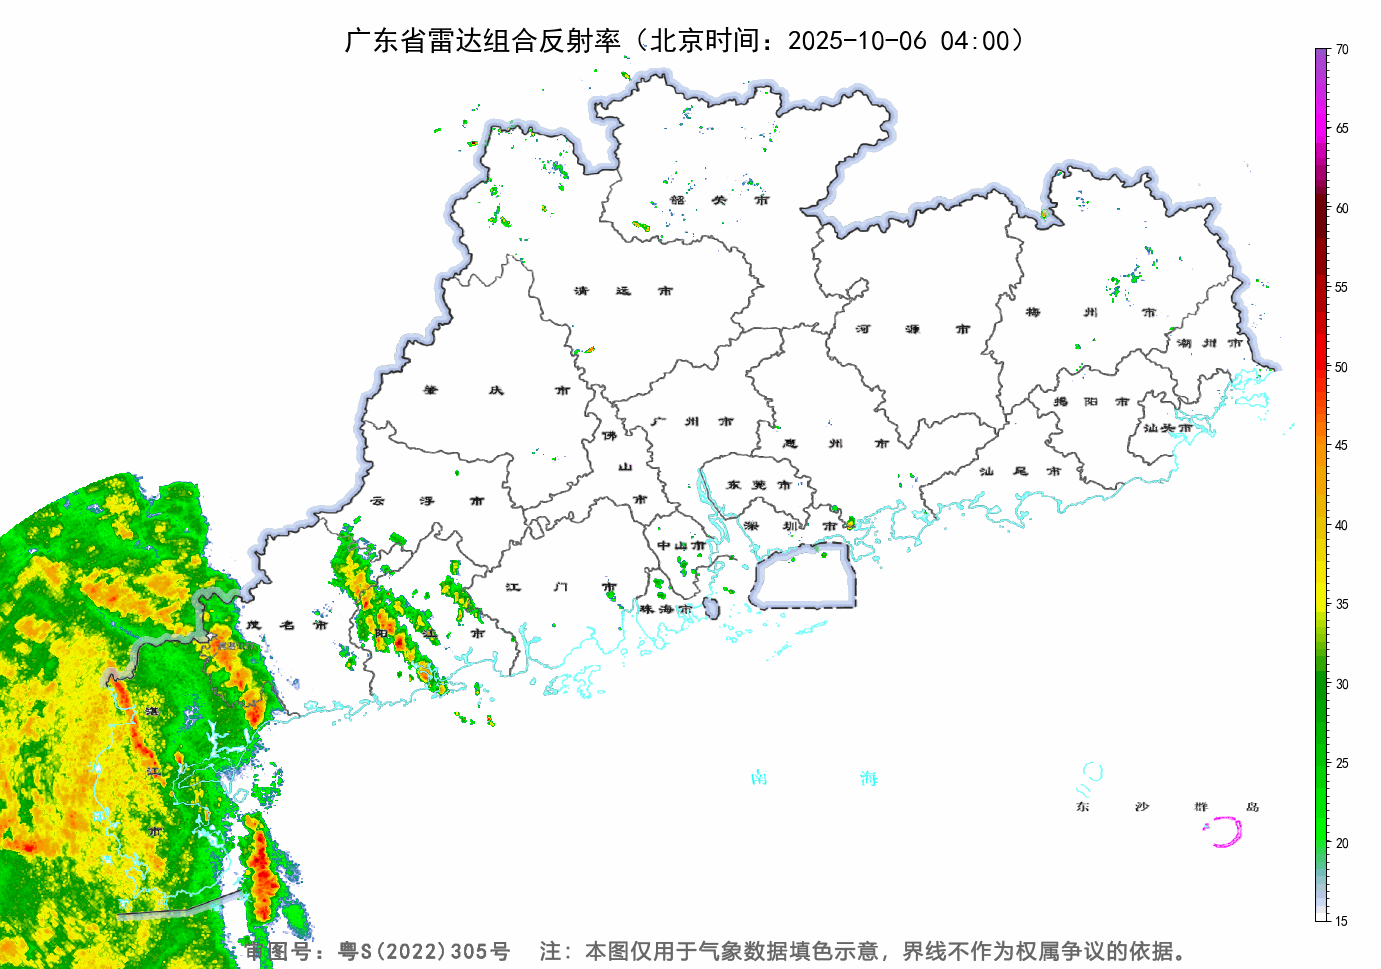 广东省雷达组合反射率（北京时间：2025-10-06 04:00）
70
65
60
55
50
45
40
35
30
25
20
15
韶关市
清远市
河源市
梅州市
潮州市
肇庆市
广州市
佛山市
惠州市
揭阳市
汕头市
汕尾市
云浮市
东莞市
深圳市
中山市
江门市
珠海市
茂名市
阳江市
湛江市
南海
东沙群岛
审图号：粤S(2022)305号 注：本图仅用于气象数据填色示意，界线不作为权属争议的依据。